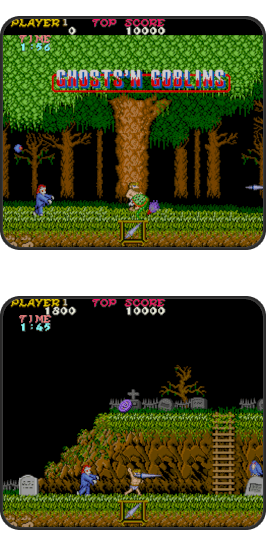 PLAYER 1 TOP SCORE
0 10000
TIME
1:56
GHOSTS'N GOBLINS
PLAYER 1 TOP SCORE
1800 10000
TIME
1:45